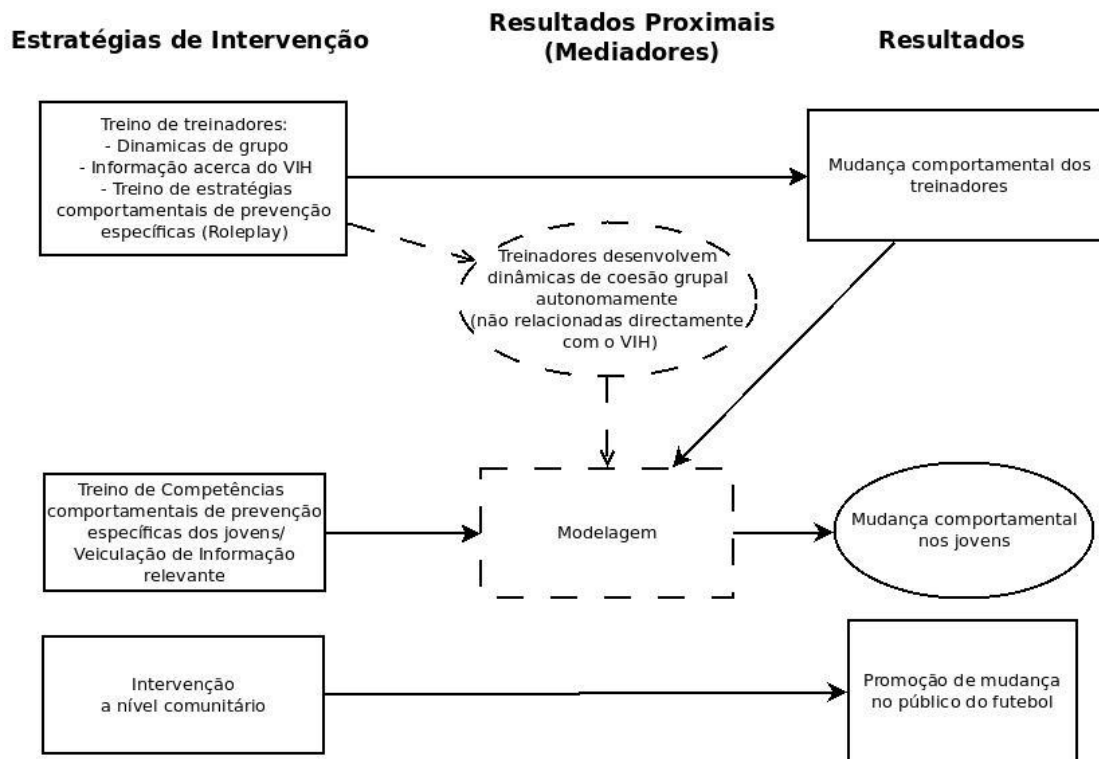 Estratégias de Intervenção
Resultados Proximais
(Mediadores)
Resultados
Treino de treinadores:
- Dinamicas de grupo
- Informação acerca do VIH
- Treino de estratégias
comportamentais de prevenção
específicas (Roleplay)
Mudança comportamental dos
treinadores
Treinadores desenvolvem
dinâmicas de coesão grupal
autonomamente
(não relacionadas directamente
com o VIH)
Treino de Competências
comportamentais de prevenção
específicas dos jovens/
Veiculação de Informação
relevante
Modelagem
Mudança comportamental
nos jovens
Intervenção
a nível comunitário
Promoção de mudança
no público do futebol